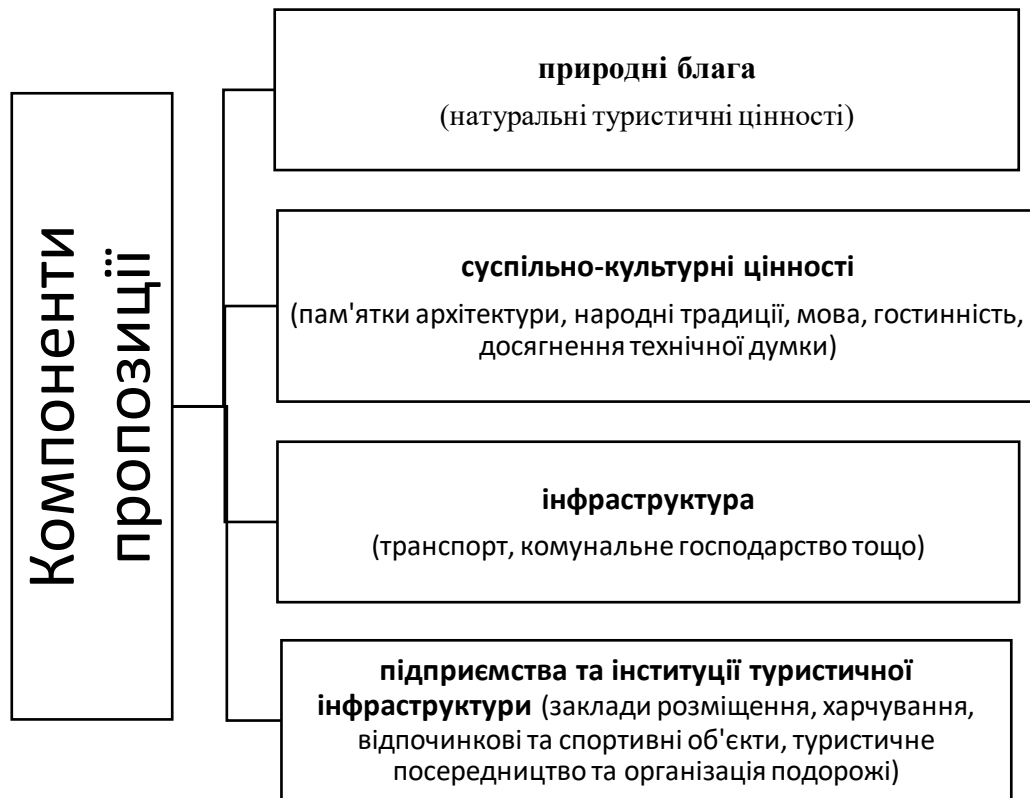 Компоненти
пропозиції
природні блага
(натуральні туристичні цінності)
суспільно-культурні цінності
(пам'ятки архітектури, народні традиції, мова, гостинність,
досягнення технічної думки)
інфраструктура
(транспорт, комунальне господарство тощо)
підприємства та інституції туристичної
інфраструктури (заклади розміщення, харчування,
відпочинкові та спортивні об'єкти, туристичне
посередництво та організація подорожі)